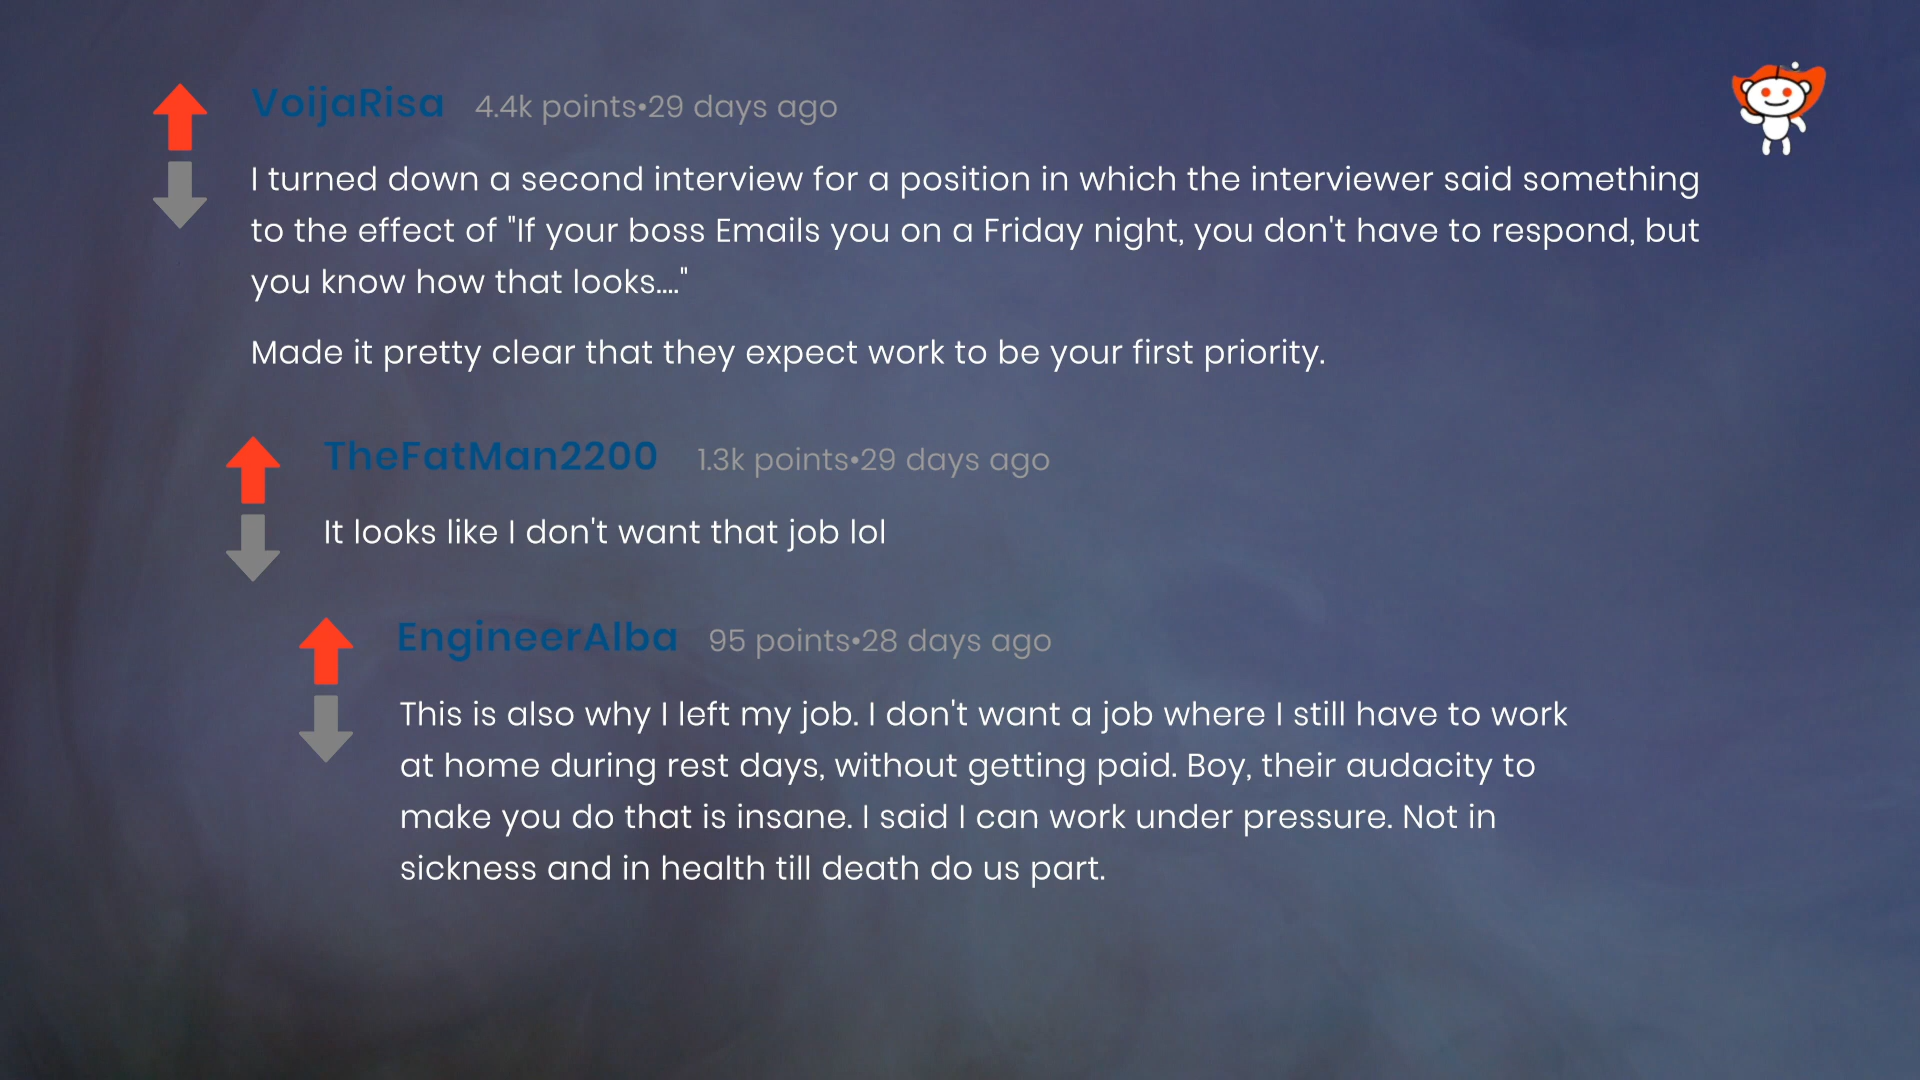 VoijaRisa 4.4k points•29 days ago
I turned down a second interview for a position in which the interviewer said something
to the effect of "If your boss Emails you on a Friday night, you don't have to respond, but
you know how that looks...."
Made it pretty clear that they expect work to be your first priority.
TheFatMan2200 1.3k points•29 days ago
It looks like I don't want that job lol
EngineerAlba 95 points•28 days ago
This is also why I left my job. I don't want a job where I still have to work
at home during rest days, without getting paid. Boy, their audacity to
make you do that is insane. I said I can work under pressure. Not in
sickness and in health till death do us part.